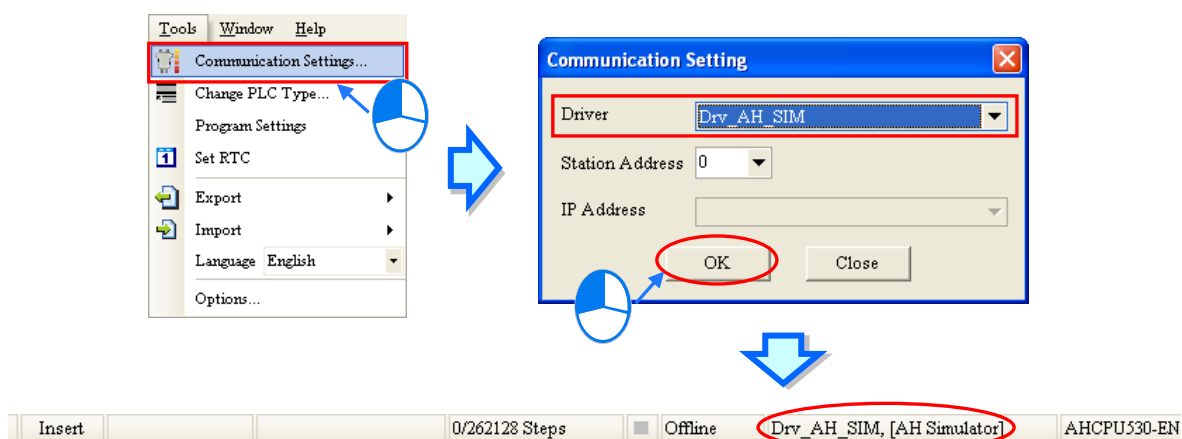 Tools Window Help
Communication Settings...
Change PLC Type...
Program Settings
1 Set RTC
Export
Import
Language English
Options...
Communication Setting
Driver Drv_AH_SIM
Station Address 0
IP Address
OK Close
Insert 0/262128 Steps Offline Drv_AH_SIM, [AH Simulator] AHCPU530-EN